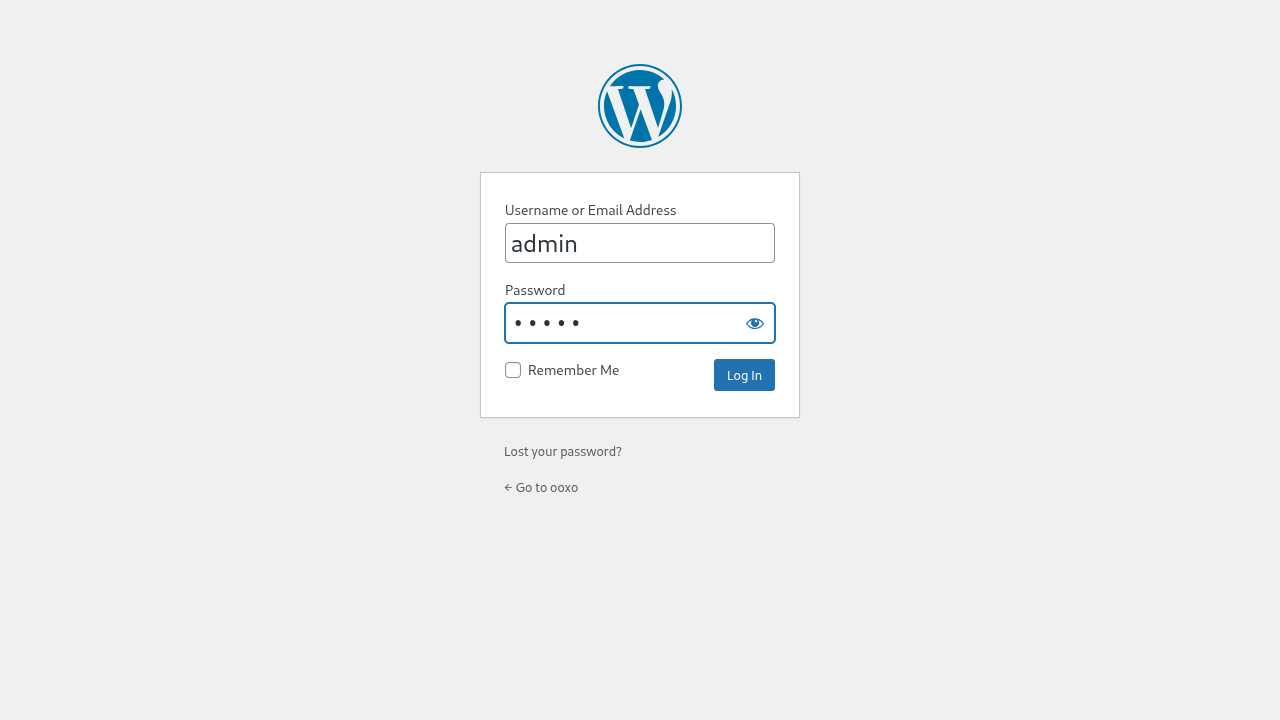 Username or Email Address
admin
Password
•••••
Remember Me
Log In
Lost your password?
← Go to ooxo